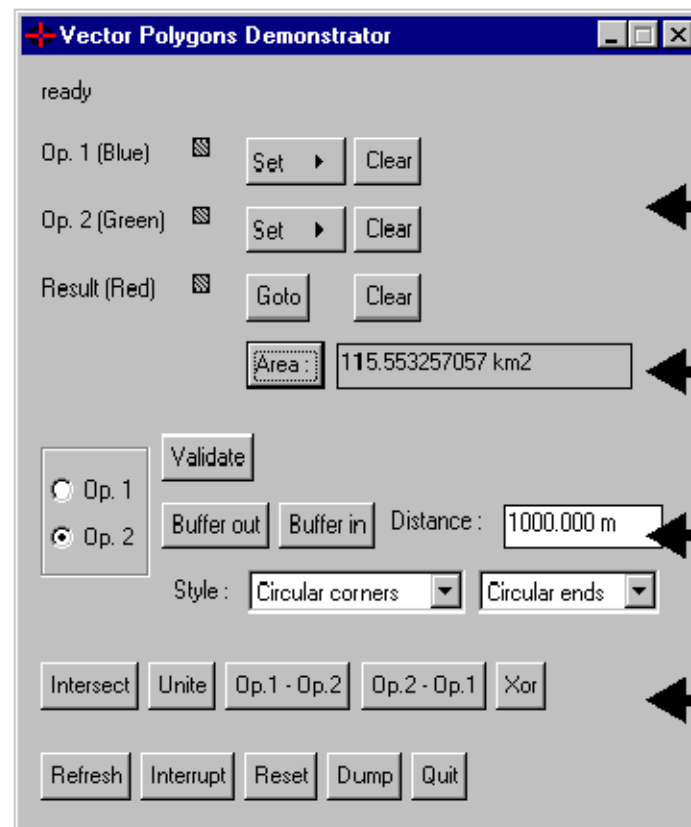 Vector Polygons Demonstrator
ready
Op. 1 (Blue) Set Clear
Op. 2 (Green) Set Clear
Result (Red) Goto Clear
Area : 115.553257057 km2
Validate
Op. 1
Op. 2
Buffer out Buffer in Distance : 1000.000 m
Style : Circular corners Circular ends
Intersect Unite Op.1 - Op.2 Op.2 - Op.1 Xor
Refresh Interrupt Reset Dump Quit